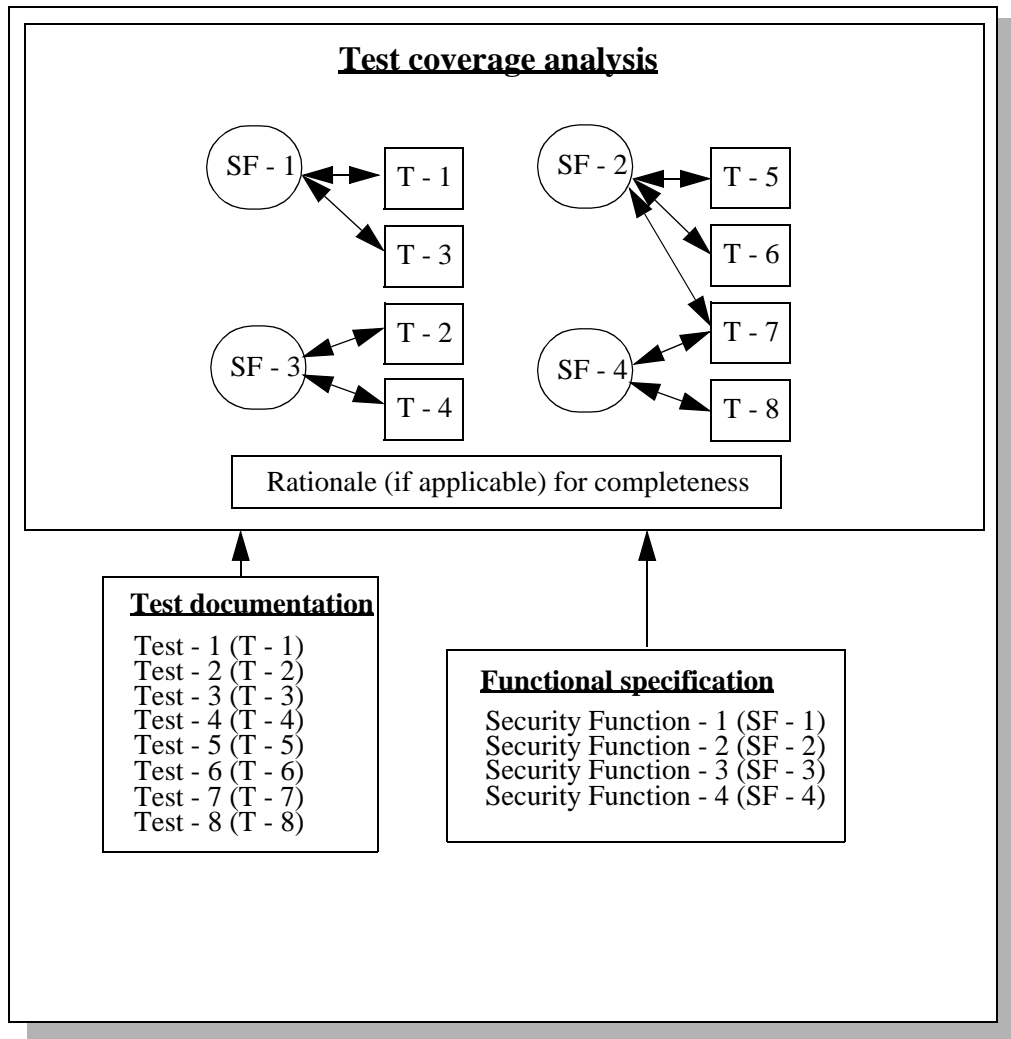 Test coverage analysis
SF - 1
T - 1
T - 3
SF - 3
T - 2
T - 4
SF - 2
T - 5
T - 6
T - 7
SF - 4
T - 8
Rationale (if applicable) for completeness
Test documentation
Test - 1 (T - 1)
Test - 2 (T - 2)
Test - 3 (T - 3)
Test - 4 (T - 4)
Test - 5 (T - 5)
Test - 6 (T - 6)
Test - 7 (T - 7)
Test - 8 (T - 8)
Functional specification
Security Function - 1 (SF - 1)
Security Function - 2 (SF - 2)
Security Function - 3 (SF - 3)
Security Function - 4 (SF - 4)